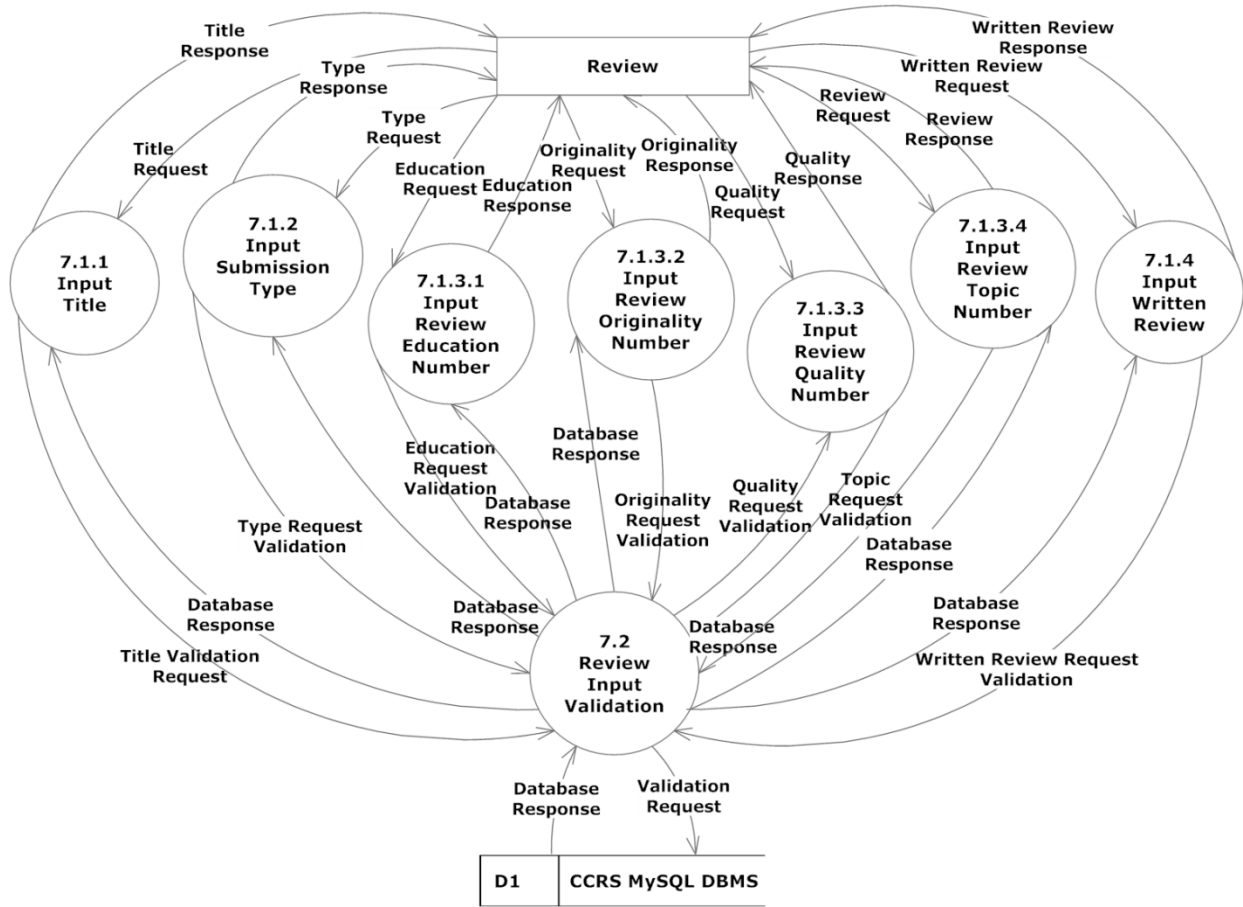 Title
Response
Written Review
Response
Review
Type
Response
Written Review
Request
Type
Request
Review
Request
Review
Response
Title
Request
Education
Request
Education
Response
Originality
Request
Originality
Response
Quality
Request
Quality
Response
7.1.1
Input
Title
7.1.2
Input
Submission
Type
7.1.3.1
Input
Review
Education
Number
7.1.3.2
Input
Review
Originality
Number
7.1.3.3
Input
Review
Quality
Number
7.1.3.4
Input
Review
Topic
Number
7.1.4
Input
Written
Review
Education
Request
Validation
Database
Response
Database
Response
Originality
Request
Validation
Quality
Request
Validation
Topic
Request
Validation
Type Request
Validation
Database
Response
Database
Response
Title Validation
Request
Database
Response
Database
Response
Database
Response
Written Review Request
Validation
7.2
Review
Input
Validation
Database
Response
Validation
Request
D1 CCRS MySQL DBMS